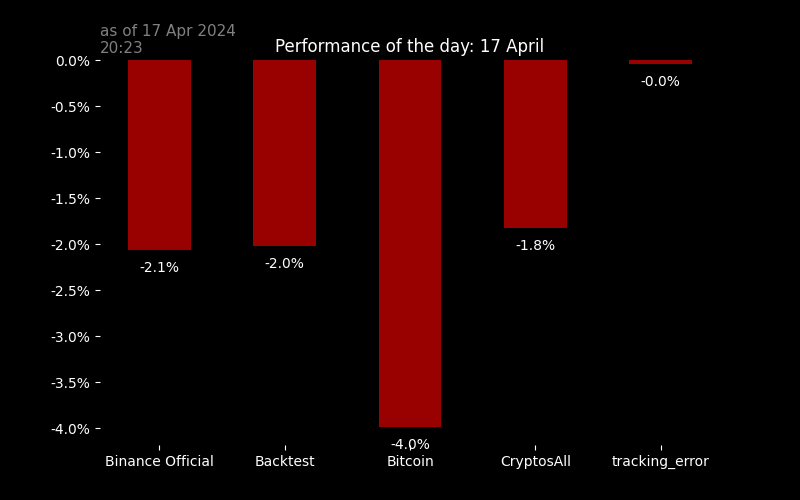 as of 17 Apr 2024
20:23
Performance of the day: 17 April
0.0%
-0.5%
-1.0%
-1.5%
-2.0%
-2.5%
-3.0%
-3.5%
-4.0%
-2.1%
-2.0%
-4.0%
-1.8%
-0.0%
Binance Official
Backtest
Bitcoin
CryptosAll
tracking_error